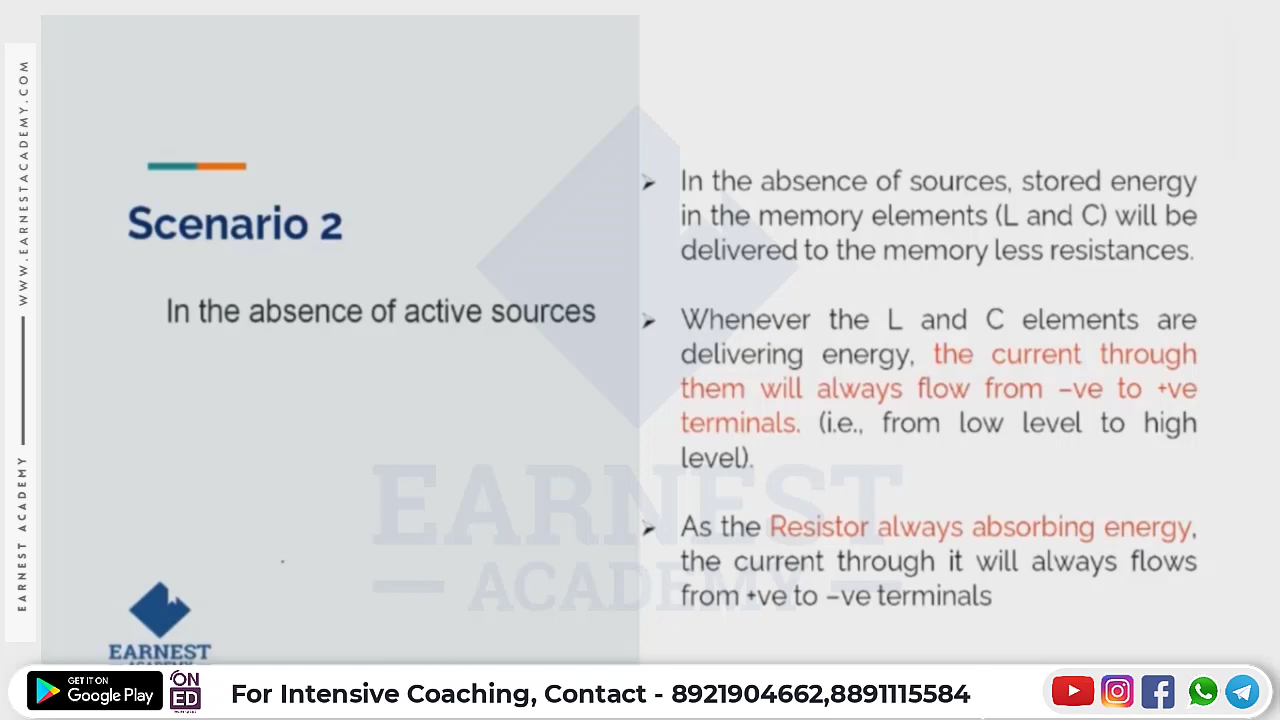 WWW.EARNESTACADEMY.COM
EARNEST ACADEMY
Scenario 2
In the absence of active sources
➤ In the absence of sources, stored energy
in the memory elements (L and C) will be
delivered to the memory less resistances.
➤ Whenever the L and C elements are
delivering energy, the current through
them will always flow from –ve to +ve
terminals. (i.e., from low level to high
level).
➤ As the Resistor always absorbing energy,
the current through it will always flows
from +ve to –ve terminals
EARNEST
ACADEMY
EARNEST
ACADEMY
GET IT ON
Google Play
ON
ED
For Intensive Coaching, Contact - 8921904662,8891115584